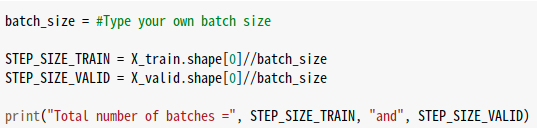 batch_size = #Type your own batch size
STEP_SIZE_TRAIN = X_train.shape[0]//batch_size
STEP_SIZE_VALID = X_valid.shape[0]//batch_size
print("Total number of batches =", STEP_SIZE_TRAIN, "and", STEP_SIZE_VALID)